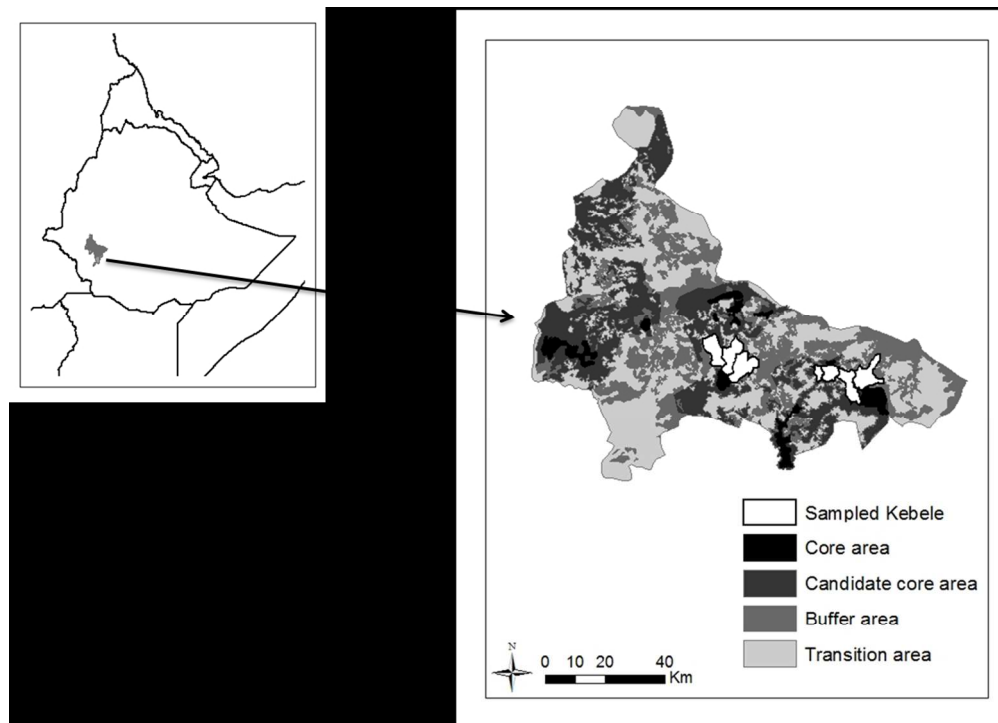 Sampled Kebele
Core area
Candidate core area
Buffer area
Transition area
N
0 10 20 40
Km